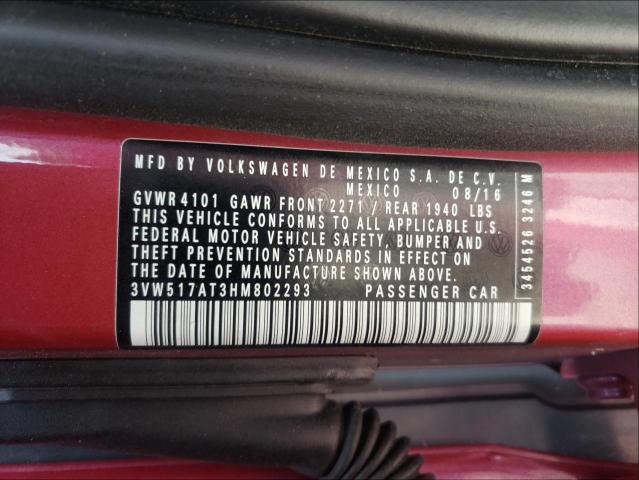 MFD BY VOLKSWAGEN DE MEXICO S.A. DE C.V.
MEXICO 08/16
GVWR 4101 GAWR FRONT 2271 / REAR 1940 LBS
THIS VEHICLE CONFORMS TO ALL APPLICABLE U.S.
FEDERAL MOTOR VEHICLE SAFETY, BUMPER AND
THEFT PREVENTION STANDARDS IN EFFECT ON
THE DATE OF MANUFACTURE SHOWN ABOVE.
3VW517AT3HM802293 PASSENGER CAR
3454526 3246 M